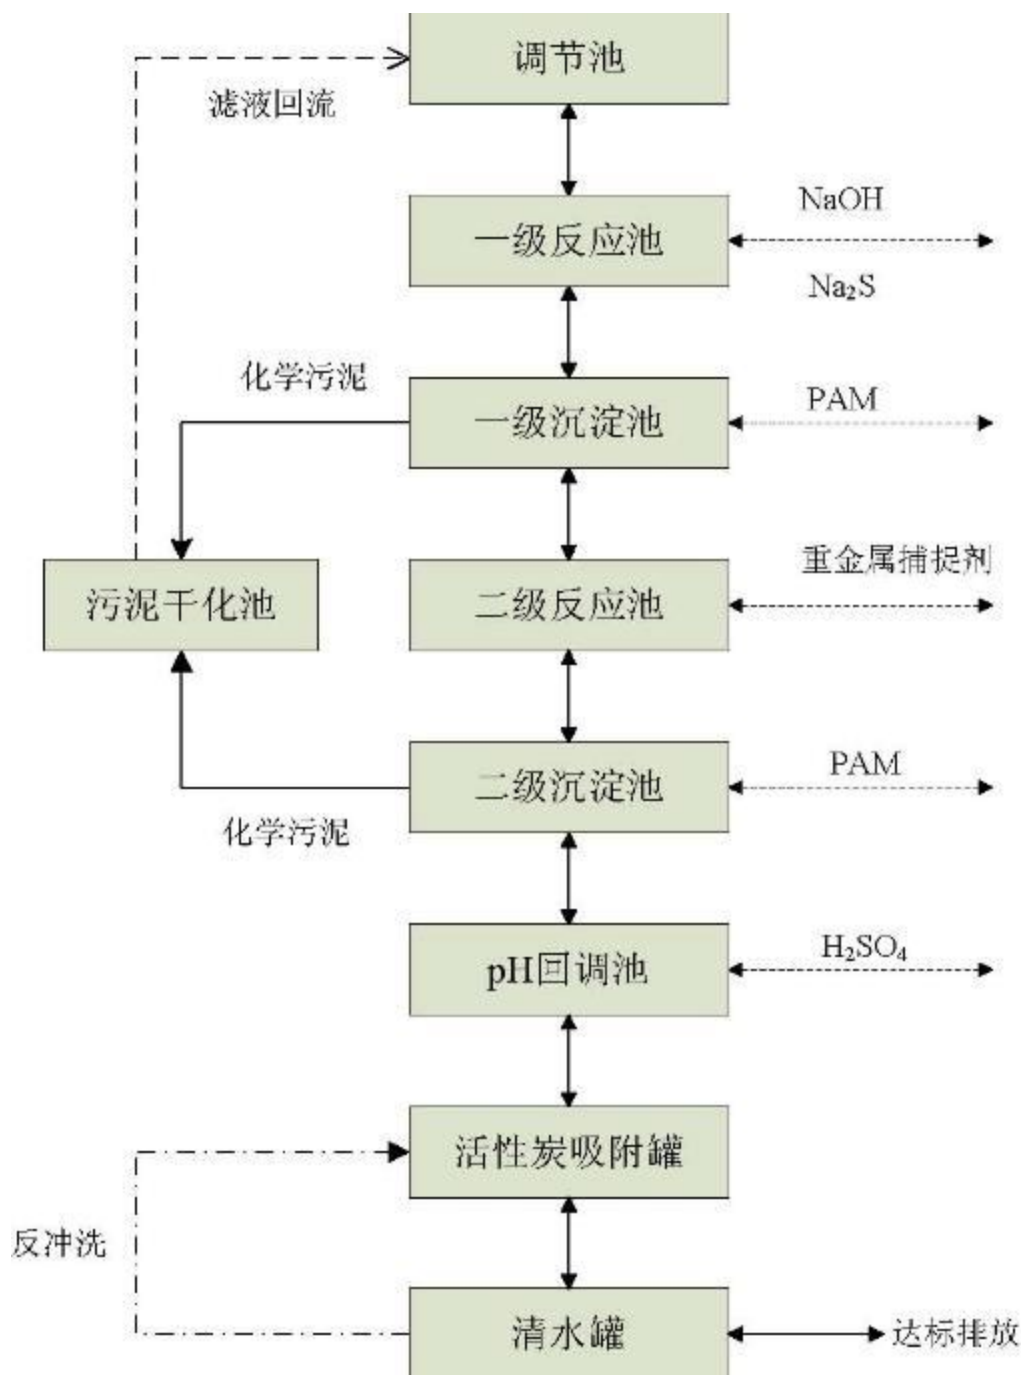 调节池
滤液回流
NaOH
一级反应池
Na₂S
化学污泥
PAM
一级沉淀池
重金属捕捉剂
污泥干化池
二级反应池
PAM
二级沉淀池
化学污泥
H₂SO₄
pH回调池
活性炭吸附罐
反冲洗
清水罐
达标排放